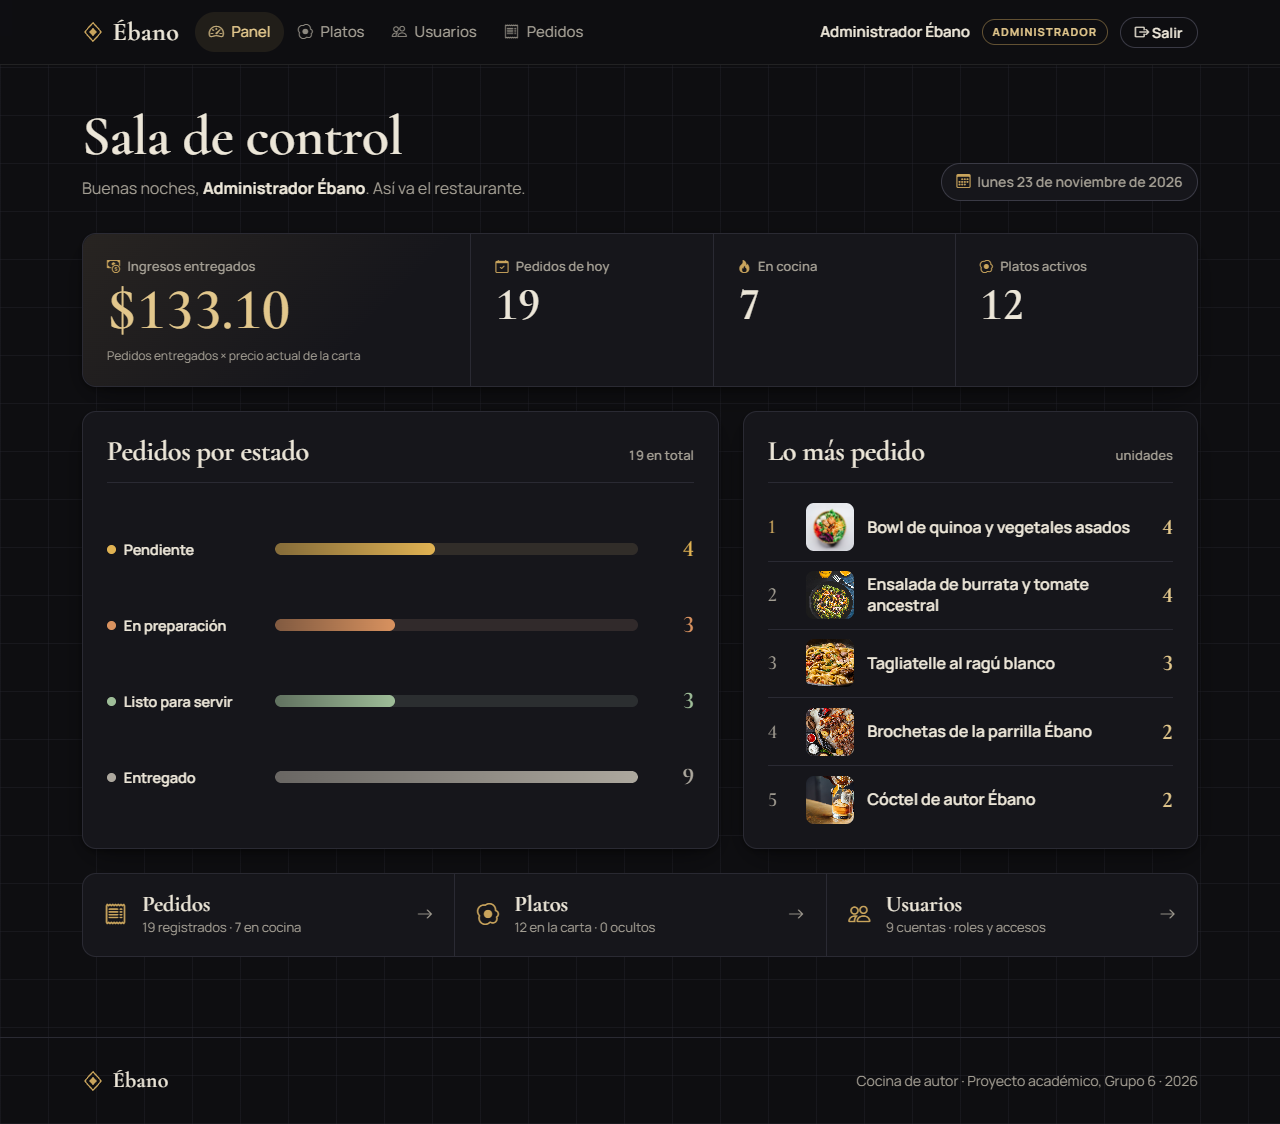 Ébano
Panel
Platos
Usuarios
Pedidos
Administrador Ébano
ADMINISTRADOR
Salir
Sala de control
Buenas noches, Administrador Ébano. Así va el restaurante.
lunes 23 de noviembre de 2026
Ingresos entregados
$133.10
Pedidos entregados × precio actual de la carta
Pedidos de hoy
19
En cocina
7
Platos activos
12
Pedidos por estado
19 en total
Pendiente
4
En preparación
3
Listo para servir
3
Entregado
9
Lo más pedido
unidades
1
Bowl de quinoa y vegetales asados
4
2
Ensalada de burrata y tomate
ancestral
4
3
Tagliatelle al ragú blanco
3
4
Brochetas de la parrilla Ébano
2
5
Cóctel de autor Ébano
2
Pedidos
19 registrados · 7 en cocina
Platos
12 en la carta · 0 ocultos
Usuarios
9 cuentas · roles y accesos
Ébano
Cocina de autor · Proyecto académico, Grupo 6 · 2026